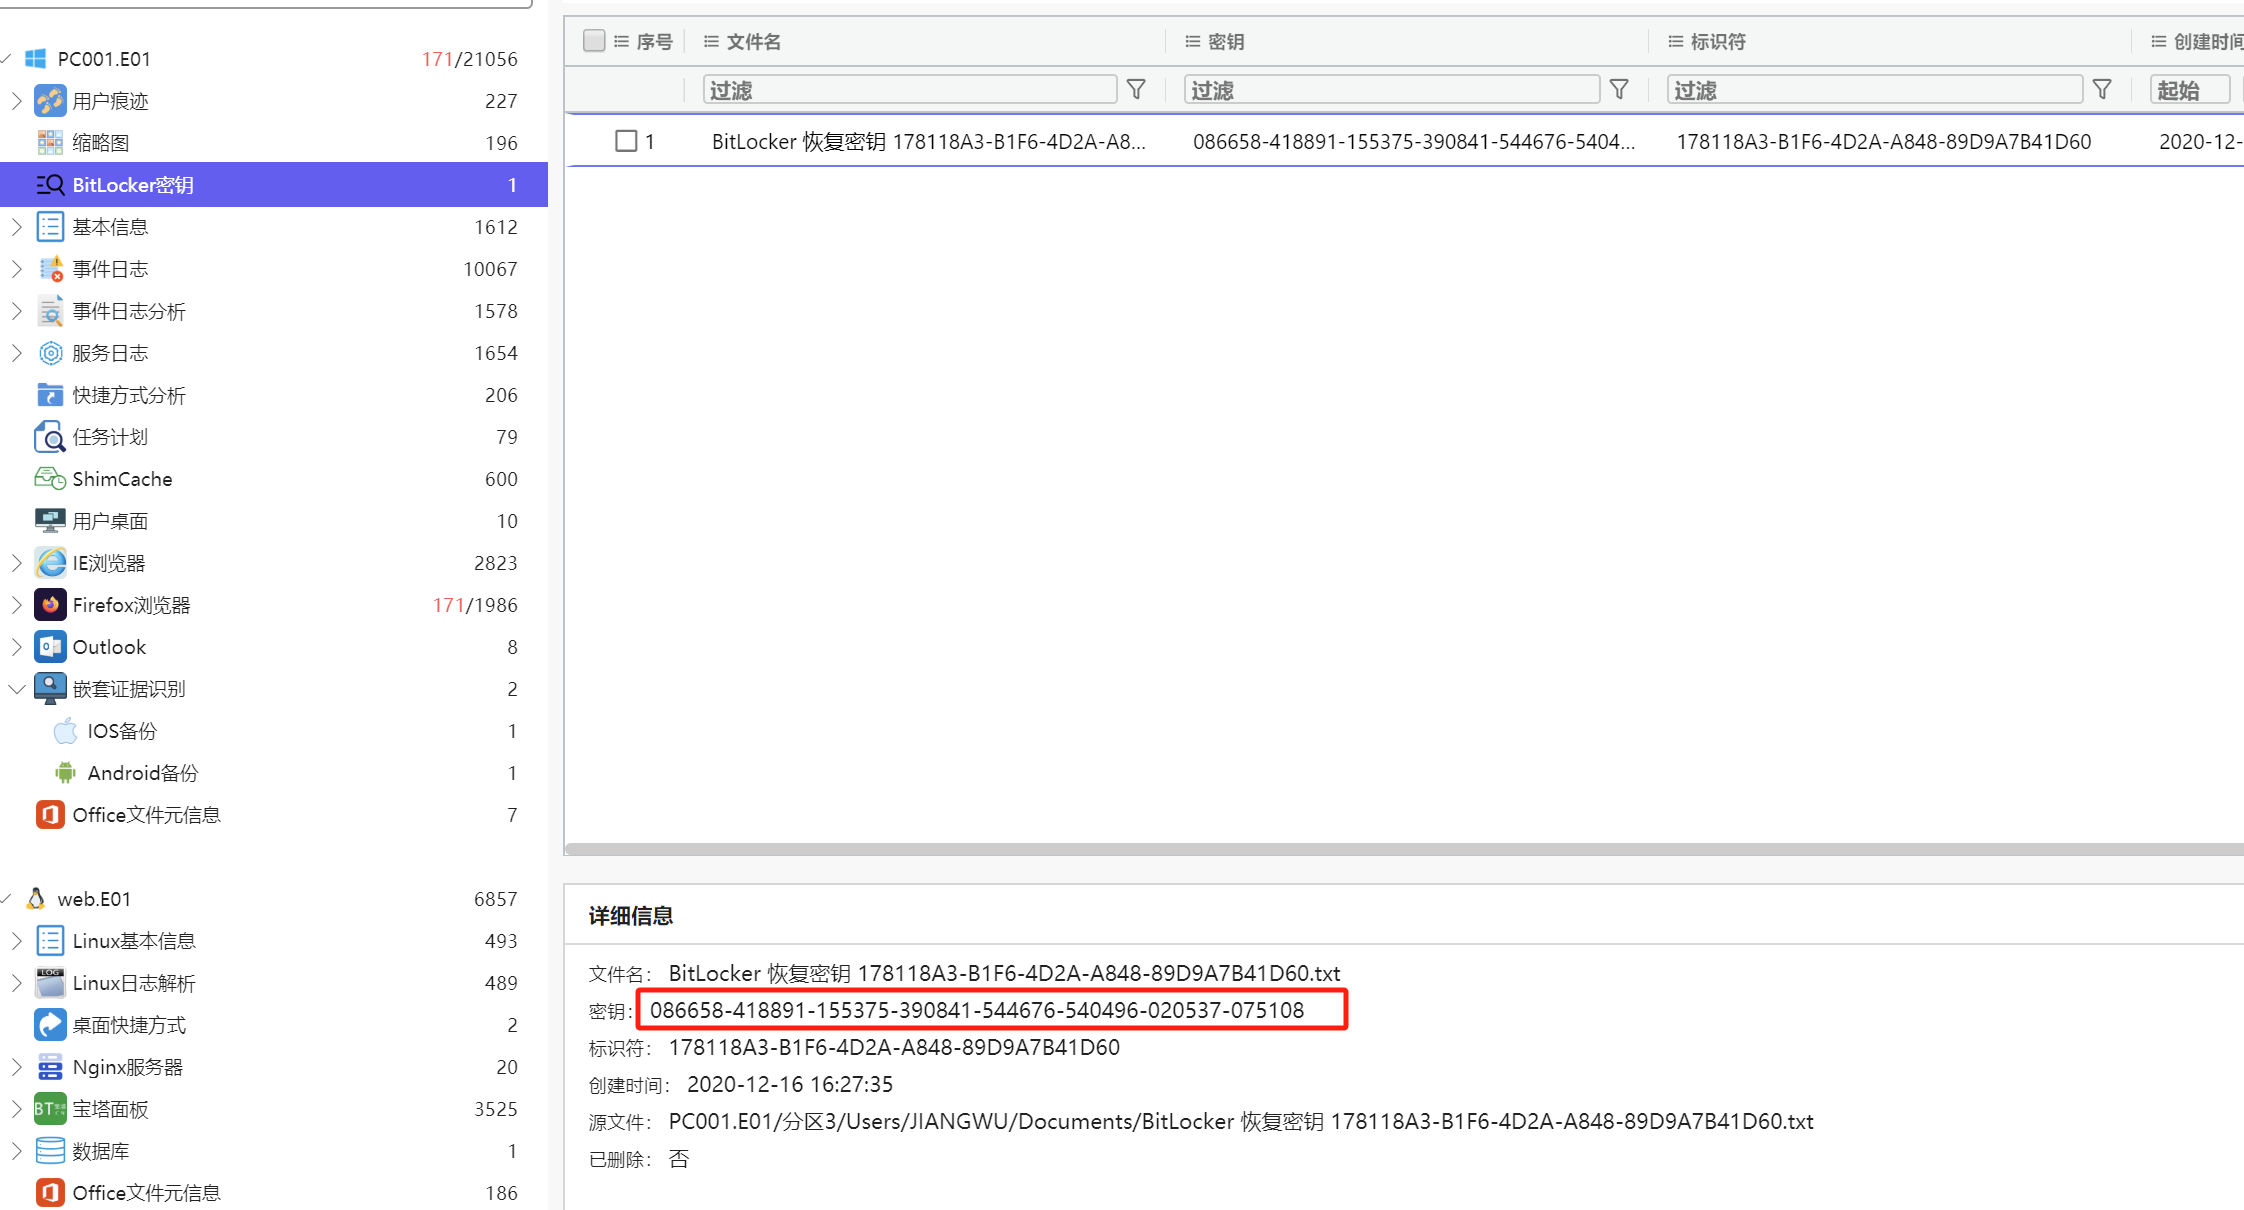 PC001.E01 171/21056
用户痕迹 227
缩略图 196
BitLocker密钥 1
基本信息 1612
事件日志 10067
事件日志分析 1578
服务日志 1654
快捷方式分析 206
任务计划 79
ShimCache 600
用户桌面 10
IE浏览器 2823
Firefox浏览器 171/1986
Outlook 8
嵌套证据识别 2
IOS备份 1
Android备份 1
Office文件元信息 7
web.E01 6857
Linux基本信息 493
LOG
Linux日志解析 489
桌面快捷方式 2
Nginx服务器 20
BT
宝塔面板 3525
数据库 1
Office文件元信息 186
序号 文件名 密钥 标识符 创建时间
过滤 过滤 过滤 起始
1 BitLocker 恢复密钥 178118A3-B1F6-4D2A-A8... 086658-418891-155375-390841-544676-5404... 178118A3-B1F6-4D2A-A848-89D9A7B41D60 2020-12-
详细信息
文件名： BitLocker 恢复密钥 178118A3-B1F6-4D2A-A848-89D9A7B41D60.txt
密钥： 086658-418891-155375-390841-544676-540496-020537-075108
标识符： 178118A3-B1F6-4D2A-A848-89D9A7B41D60
创建时间： 2020-12-16 16:27:35
源文件： PC001.E01/分区3/Users/JIANGWU/Documents/BitLocker 恢复密钥 178118A3-B1F6-4D2A-A848-89D9A7B41D60.txt
已删除： 否